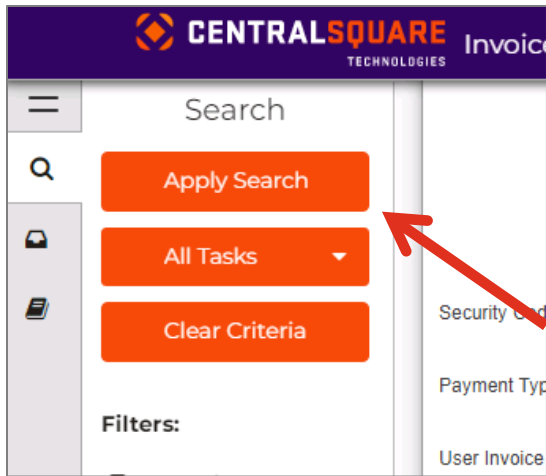 CENTRALSQUARE
TECHNOLOGIES
Invoic
Search
Apply Search
All Tasks
Clear Criteria
Filters:
Security Cod
Payment Typ
User Invoice